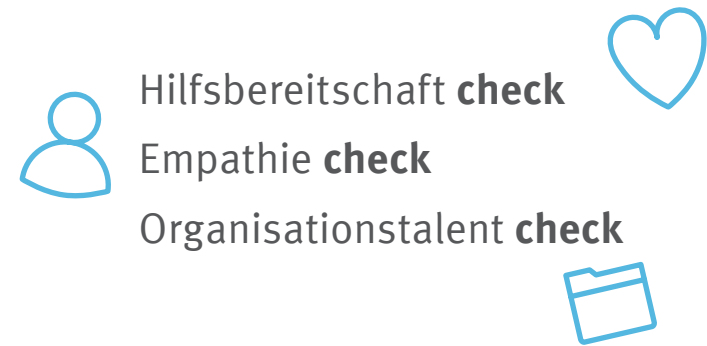 Hilfsbereitschaft check
Empathie check
Organisationstalent check